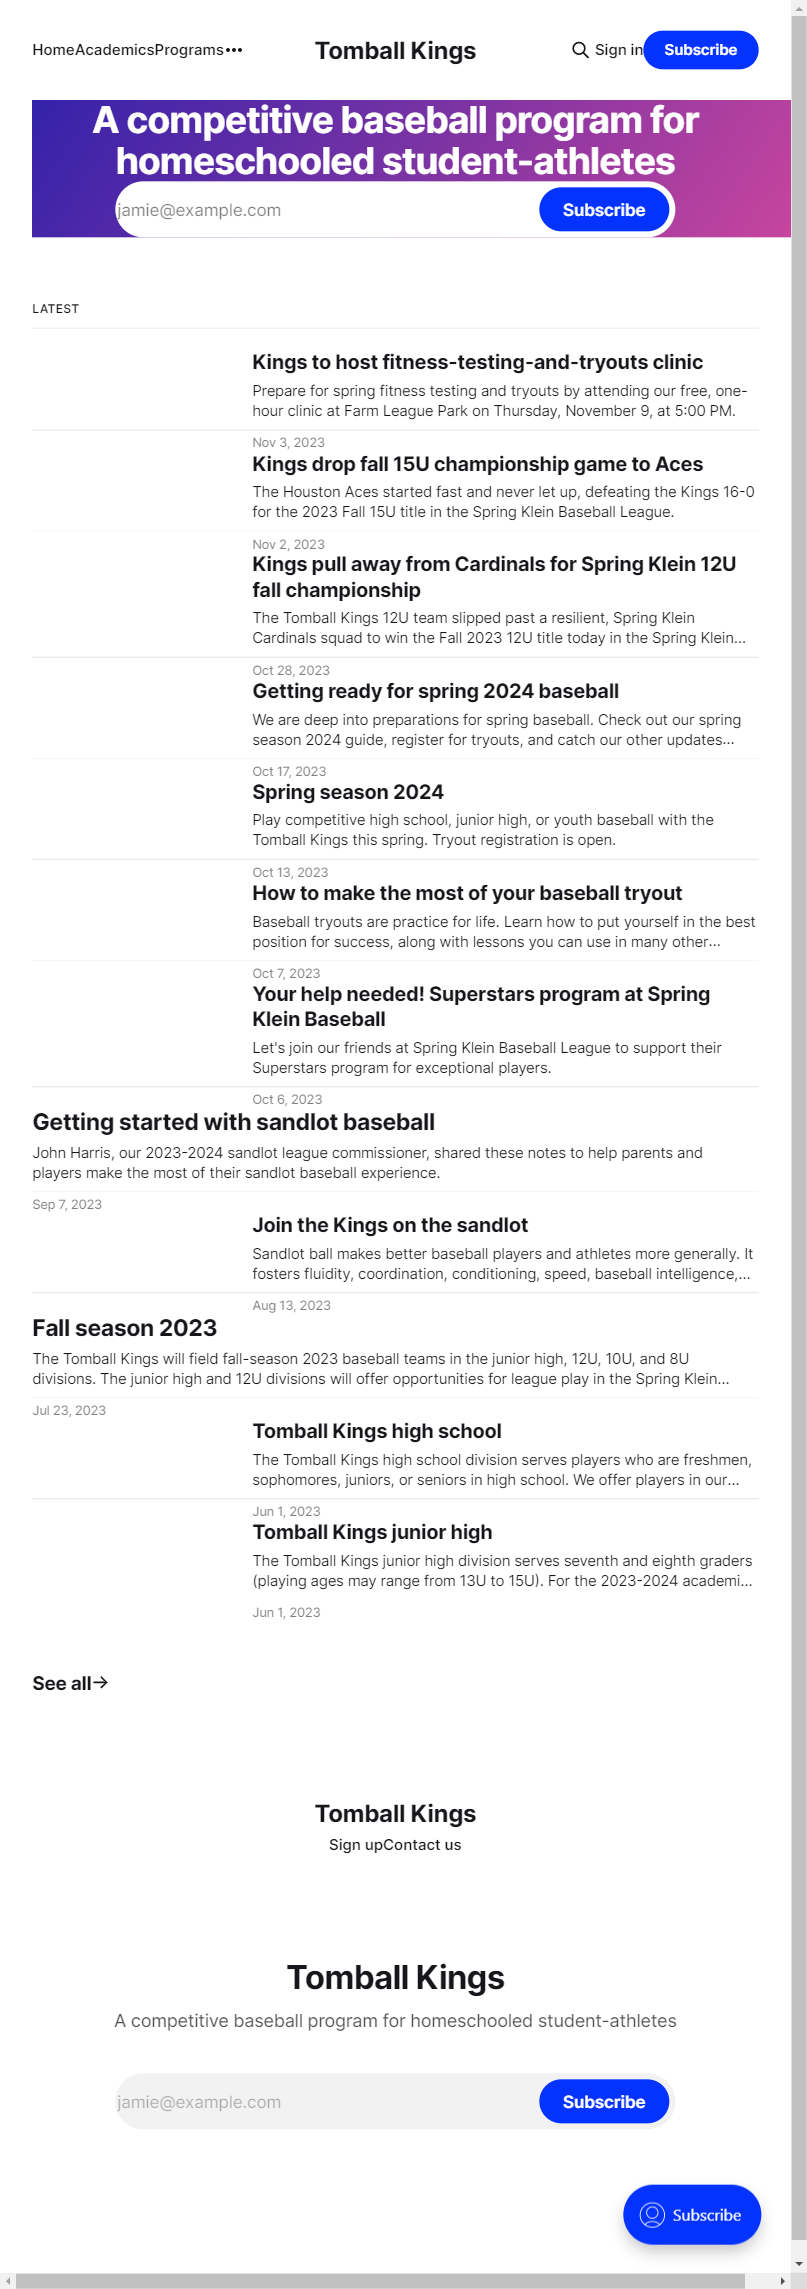 HomeAcademicsPrograms•••
Tomball Kings
Sign in
Subscribe
A competitive baseball program for
homeschooled student-athletes
jamie@example.com
Subscribe
LATEST
Kings to host fitness-testing-and-tryouts clinic
Prepare for spring fitness testing and tryouts by attending our free, one-
hour clinic at Farm League Park on Thursday, November 9, at 5:00 PM.
Nov 3, 2023
Kings drop fall 15U championship game to Aces
The Houston Aces started fast and never let up, defeating the Kings 16-0
for the 2023 Fall 15U title in the Spring Klein Baseball League.
Nov 2, 2023
Kings pull away from Cardinals for Spring Klein 12U
fall championship
The Tomball Kings 12U team slipped past a resilient, Spring Klein
Cardinals squad to win the Fall 2023 12U title today in the Spring Klein...
Oct 28, 2023
Getting ready for spring 2024 baseball
We are deep into preparations for spring baseball. Check out our spring
season 2024 guide, register for tryouts, and catch our other updates...
Oct 17, 2023
Spring season 2024
Play competitive high school, junior high, or youth baseball with the
Tomball Kings this spring. Tryout registration is open.
Oct 13, 2023
How to make the most of your baseball tryout
Baseball tryouts are practice for life. Learn how to put yourself in the best
position for success, along with lessons you can use in many other...
Oct 7, 2023
Your help needed! Superstars program at Spring
Klein Baseball
Let's join our friends at Spring Klein Baseball League to support their
Superstars program for exceptional players.
Oct 6, 2023
Getting started with sandlot baseball
John Harris, our 2023-2024 sandlot league commissioner, shared these notes to help parents and
players make the most of their sandlot baseball experience.
Sep 7, 2023
Join the Kings on the sandlot
Sandlot ball makes better baseball players and athletes more generally. It
fosters fluidity, coordination, conditioning, speed, baseball intelligence,...
Aug 13, 2023
Fall season 2023
The Tomball Kings will field fall-season 2023 baseball teams in the junior high, 12U, 10U, and 8U
divisions. The junior high and 12U divisions will offer opportunities for league play in the Spring Klein...
Jul 23, 2023
Tomball Kings high school
The Tomball Kings high school division serves players who are freshmen,
sophomores, juniors, or seniors in high school. We offer players in our...
Jun 1, 2023
Tomball Kings junior high
The Tomball Kings junior high division serves seventh and eighth graders
(playing ages may range from 13U to 15U). For the 2023-2024 academi...
Jun 1, 2023
See all→
Tomball Kings
Sign upContact us
Tomball Kings
A competitive baseball program for homeschooled student-athletes
jamie@example.com
Subscribe
Subscribe